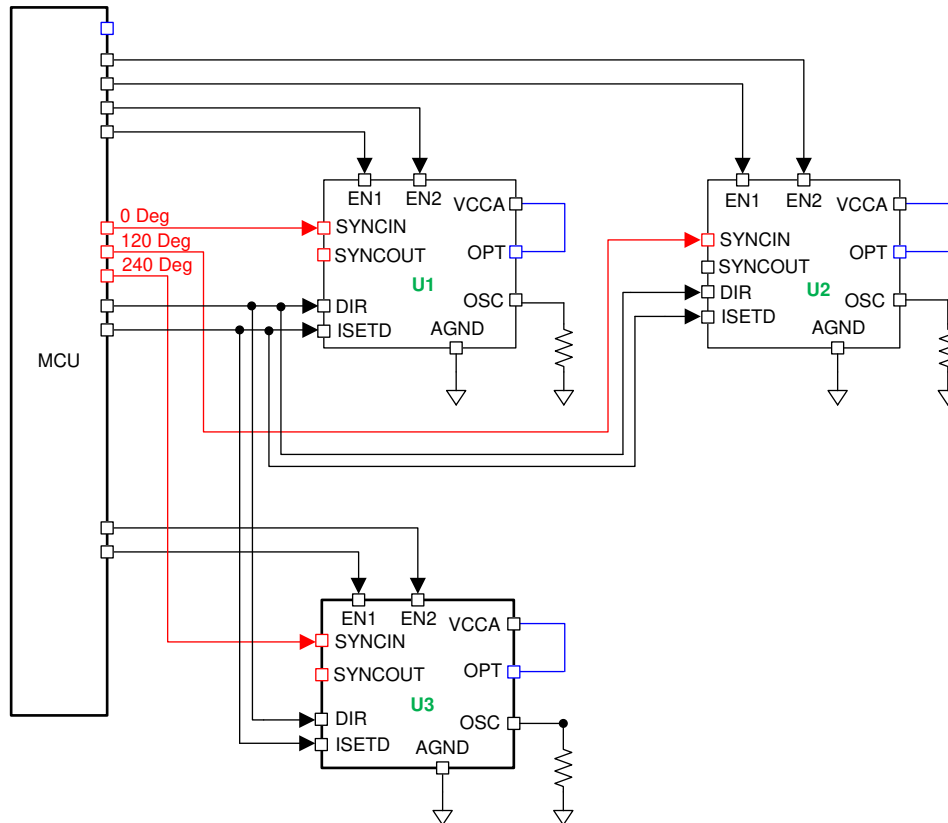 EN1
EN2
VCCA
SYNCIN
SYNCOUT
OPT
U1
OSC
DIR
ISETD
AGND
EN1
EN2
VCCA
SYNCIN
SYNCOUT
OPT
U2
DIR
OSC
ISETD
AGND
0 Deg
120 Deg
240 Deg
MCU
EN1
EN2
VCCA
SYNCIN
SYNCOUT
OPT
U3
DIR
OSC
ISETD
AGND